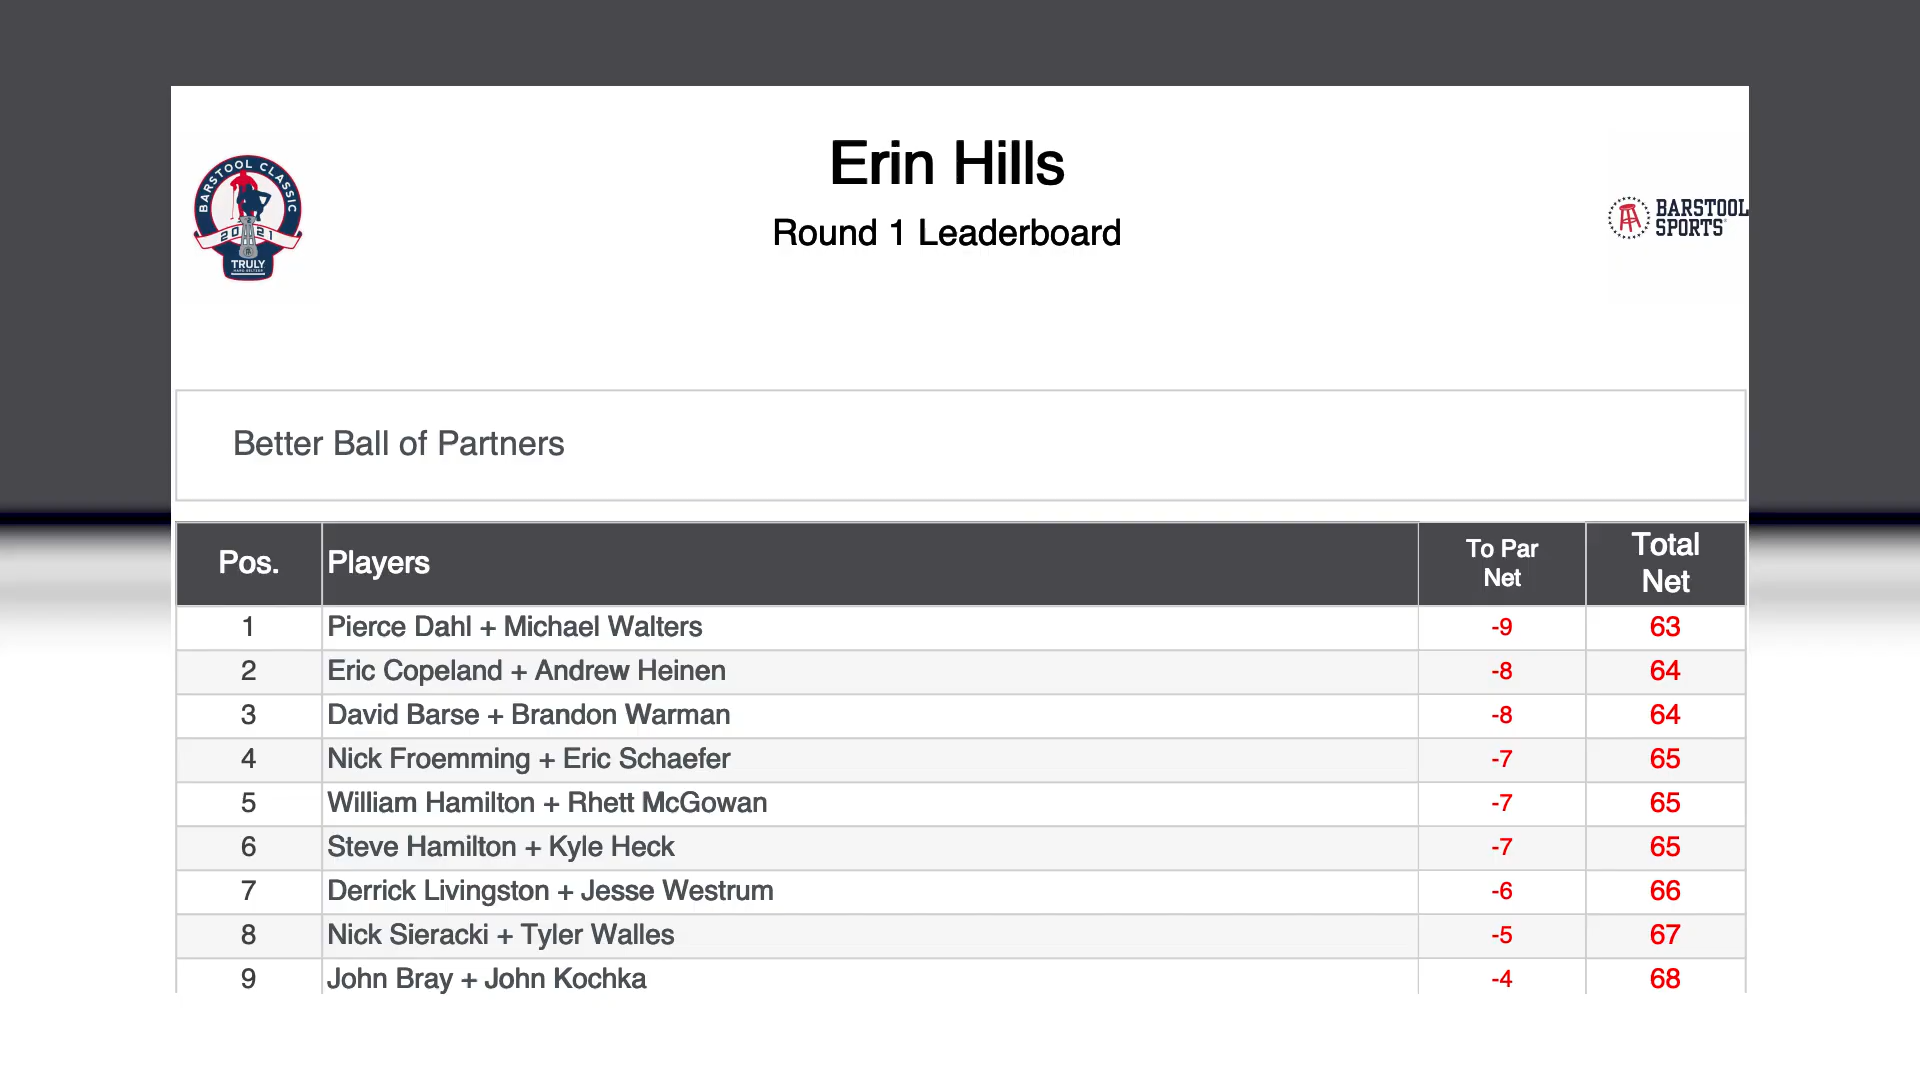 Erin Hills
Round 1 Leaderboard
BARSTOOL CLASSIC
2021
TRULY
BARSTOOL
SPORTS
Better Ball of Partners
Pos. Players To Par Net Total Net
1 Pierce Dahl + Michael Walters -9 63
2 Eric Copeland + Andrew Heinen -8 64
3 David Barse + Brandon Warman -8 64
4 Nick Froemming + Eric Schaefer -7 65
5 William Hamilton + Rhett McGowan -7 65
6 Steve Hamilton + Kyle Heck -7 65
7 Derrick Livingston + Jesse Westrum -6 66
8 Nick Sieracki + Tyler Walles -5 67
9 John Bray + John Kochka -4 68